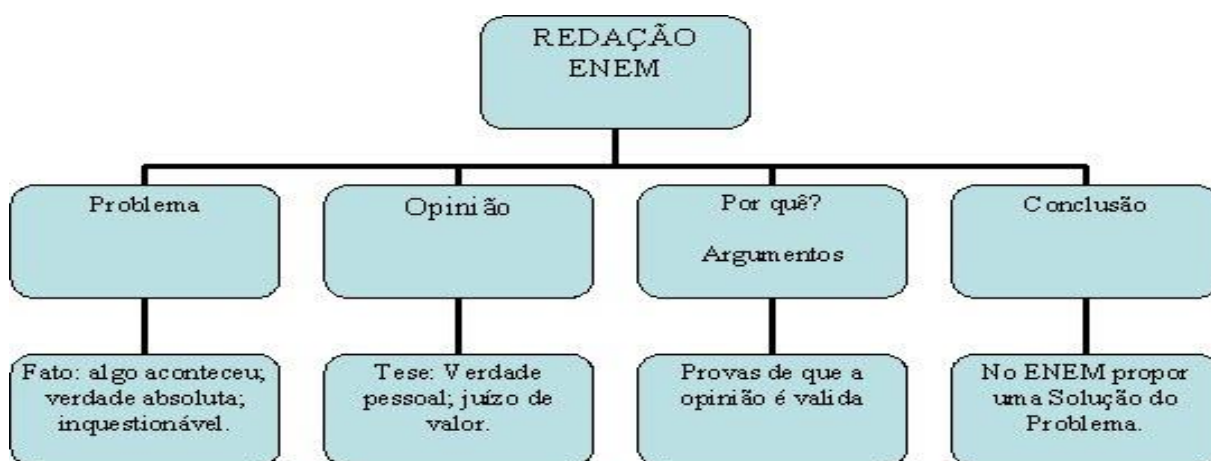 REDAÇÃO
ENEM
Problema
Opinião
Por quê?
Argumentos
Conclusão
Fato: algo aconteceu;
verdade absoluta;
inquestionável.
Tese: Verdade
pessoal; juízo de
valor.
Provas de que a
opinião é valida
No ENEM propor
uma Solução do
Problema.